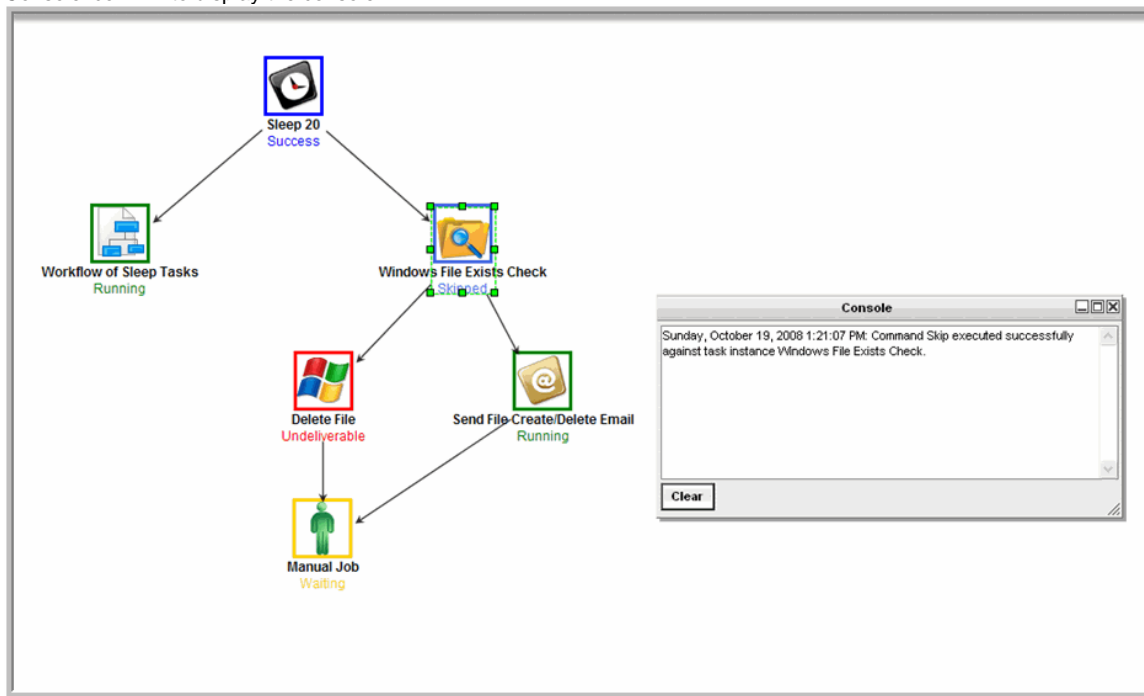 Sleep 20
Success
Workflow of Sleep Tasks
Running
Windows File Exists Check
Skipped
Console
Sunday, October 19, 2008 1:21:07 PM: Command Skip executed successfully
against task instance Windows File Exists Check.
Clear
Delete File
Undeliverable
Send File Create/Delete Email
Running
Manual Job
Waiting